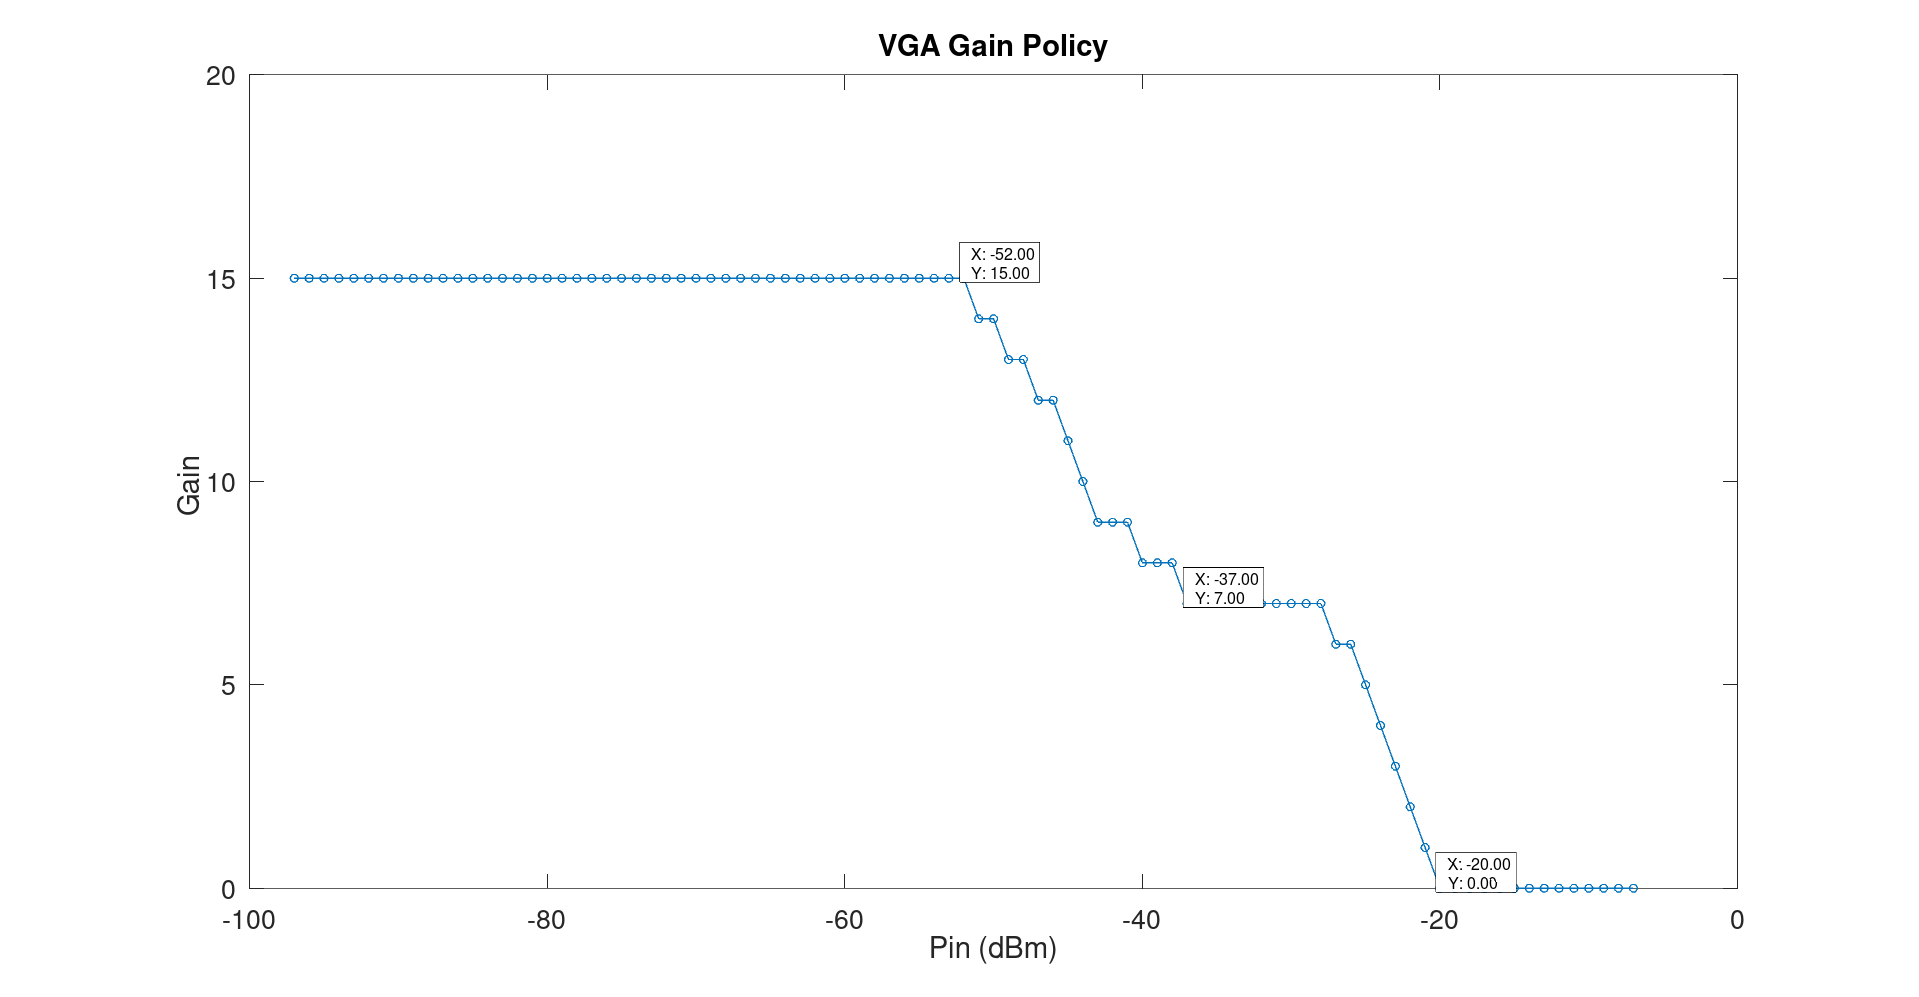 VGA Gain Policy
20
15
10
5
0
Gain
X: -52.00
Y: 15.00
X: -37.00
Y: 7.00
X: -20.00
Y: 0.00
-100
-80
-60
-40
-20
0
Pin (dBm)